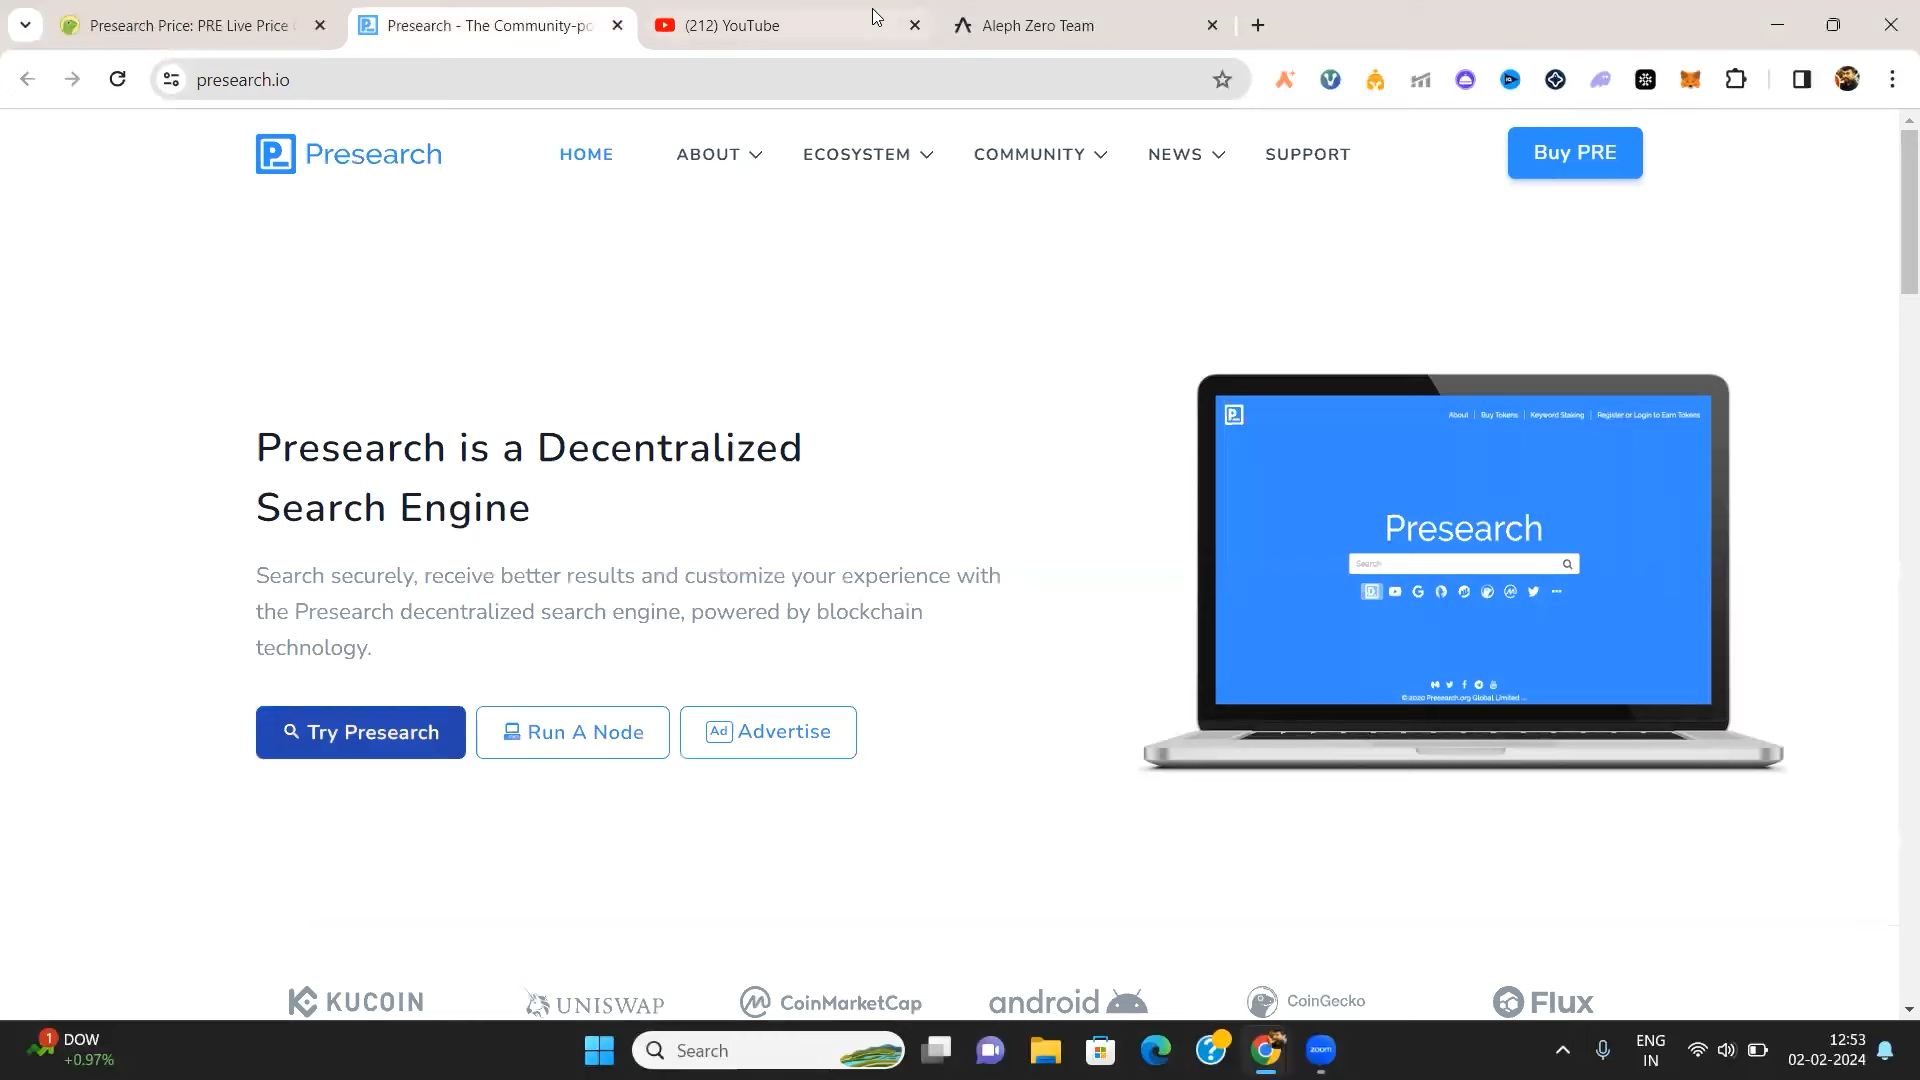 Presearch Price: PRE Live Price
Presearch - The Community-po
(212) YouTube
Aleph Zero Team
presearch.io
Presearch
HOME
ABOUT
ECOSYSTEM
COMMUNITY
NEWS
SUPPORT
Buy PRE
About | Buy Tokens | Keyword Staking | Register or Login to Earn Tokens
Presearch is a Decentralized
Search Engine
Presearch
Search
Search securely, receive better results and customize your experience with
the Presearch decentralized search engine, powered by blockchain
technology.
©2020 Presearch.org Global Limited ...
Try Presearch
Run A Node
Ad Advertise
KUCOIN
UNISWAP
CoinMarketCap
android
CoinGecko
Flux
1
DOW
+0.97%
Search
zoom
ENG
IN
12:53
02-02-2024